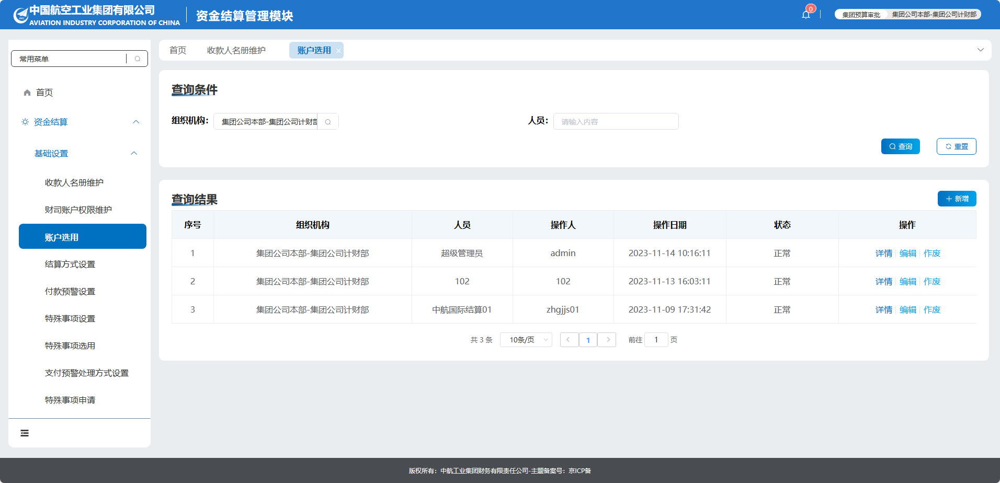 中国航空工业集团有限公司
AVIATION INDUSTRY CORPORATION OF CHINA
资金结算管理模块
0
集团预算审批 集团公司本部-集团公司计财部
常用菜单
首页
资金结算
基础设置
收款人名册维护
财司账户权限维护
账户选用
结算方式设置
付款预警设置
特殊事项设置
特殊事项选用
支付预警处理方式设置
特殊事项申请
首页 收款人名册维护 账户选用
查询条件
组织机构： 集团公司本部-集团公司计财部 人员： 请输入内容
查询 重置
查询结果
新增
序号 组织机构 人员 操作人 操作日期 状态 操作
1 集团公司本部-集团公司计财部 超级管理员 admin 2023-11-14 10:16:11 正常 详情 编辑 作废
2 集团公司本部-集团公司计财部 102 102 2023-11-13 16:03:11 正常 详情 编辑 作废
3 集团公司本部-集团公司计财部 中航国际结算01 zhgjjs01 2023-11-09 17:31:42 正常 详情 编辑 作废
共 3 条 10条/页 1 前往 1 页
版权所有：中航工业集团财务有限责任公司-主题备案号：京ICP备